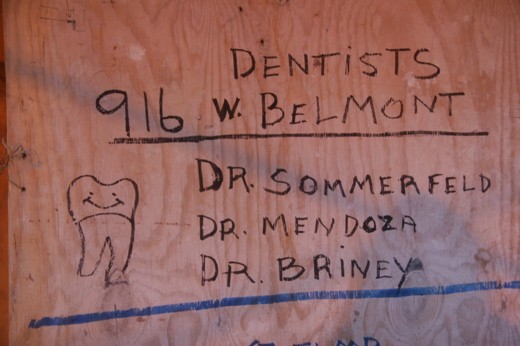 DENTISTS
916 W. BELMONT
DR. SOMMERFELD
DR. MENDOZA
DR. BRINEY